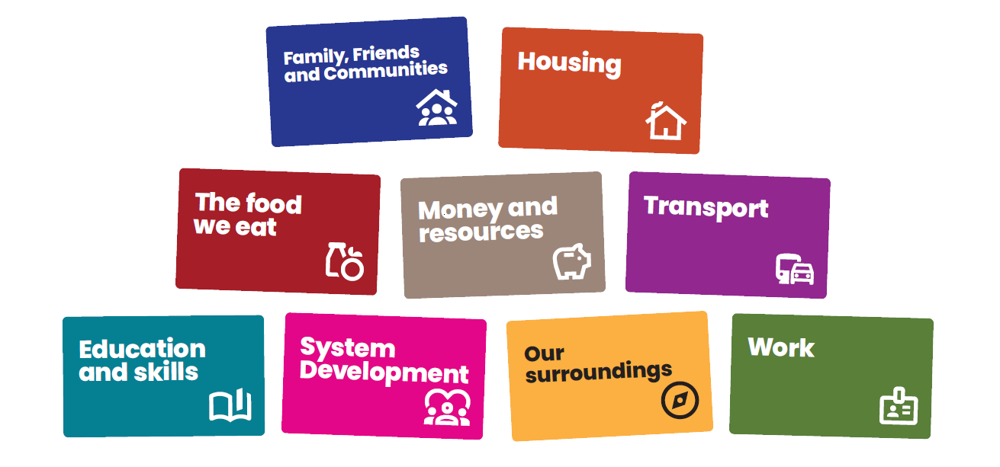 Family, Friends
and Communities
Housing
The food
we eat
Money and
resources
Transport
Education
and skills
System
Development
Our
surroundings
Work